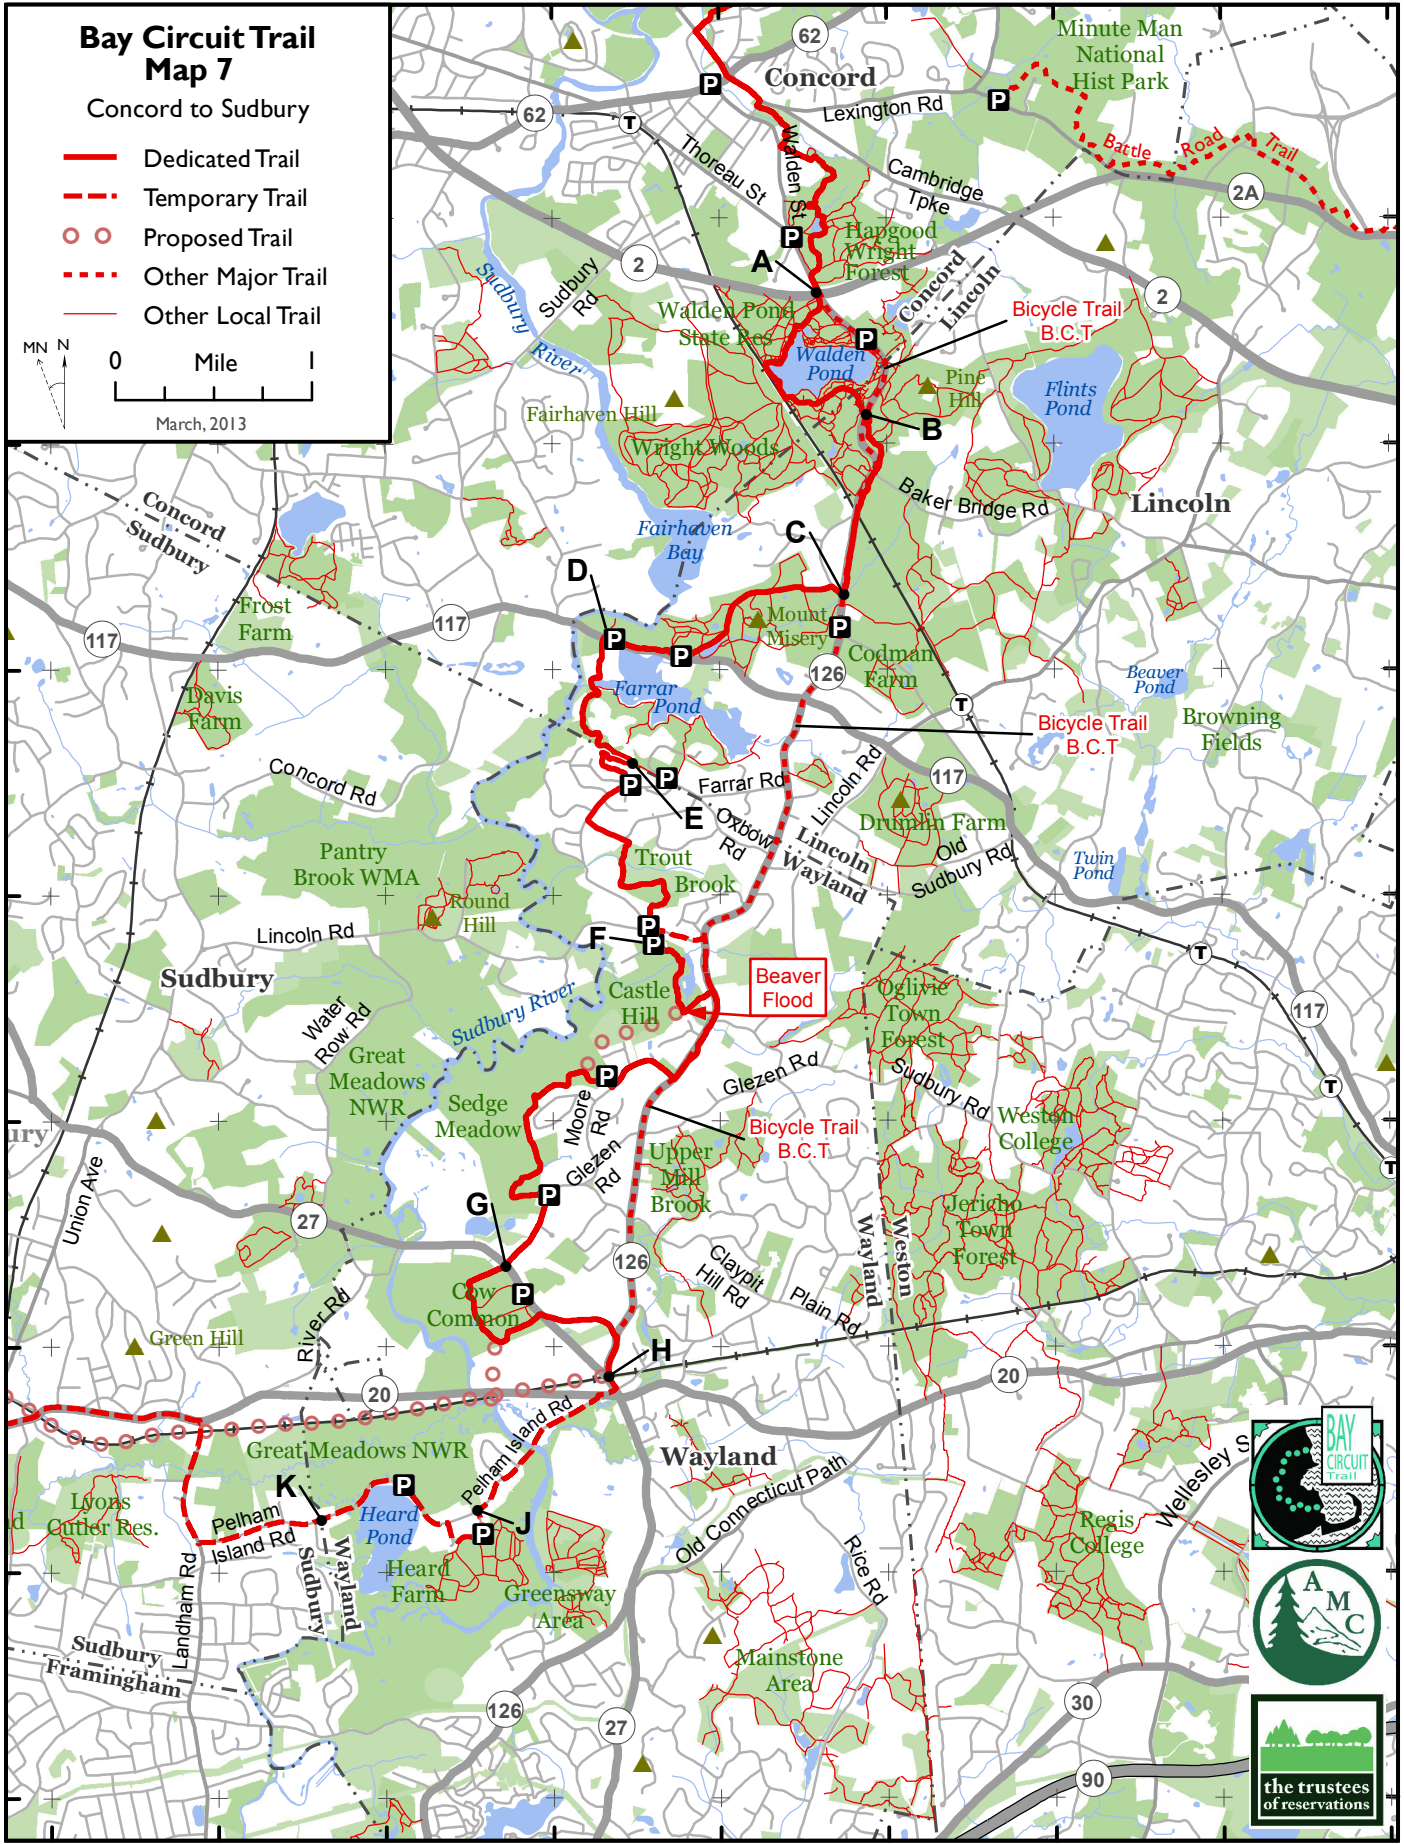 Bay Circuit Trail
Map 7
Concord to Sudbury
Dedicated Trail
Temporary Trail
Proposed Trail
Other Major Trail
Other Local Trail
MN N
0 Mile 1
March, 2013
62
Concord
Minute Man
National
Hist Park
P
P
Lexington Rd
62
T
Walden St
Thoreau St
Cambridge
Tpke
Battle Road Trail
2A
P
Hapgood
Wright
Forest
A
2
Sudbury
Rd
Sudbury
River
Concord
Lincoln
2
Walden Pond
State Res
P
Bicycle Trail
B.C.T
Walden
Pond
Pine
Hill
Flints
Pond
Fairhaven Hill
B
Wright Woods
Baker Bridge Rd
Lincoln
Concord
Sudbury
Fairhaven
Bay
C
D
Frost
Farm
117
117
P
P
Mount
Misery
P
Codman
Farm
126
Farrar
Pond
Davis
Farm
T
Beaver
Pond
Browning
Fields
Bicycle Trail
B.C.T
Concord Rd
P
P
Farrar Rd
Lincoln Rd
117
E
Oxbow
Rd
Drumlin Farm
Lincoln
Wayland
Old
Sudbury Rd
Twin
Pond
Pantry
Brook WMA
Trout
Brook
Round
Hill
Lincoln Rd
P
F
P
T
Sudbury
Beaver
Flood
Castle
Hill
Oglivie
Town
Forest
117
Water
Row Rd
Sudbury River
Great
Meadows
NWR
P
Glezen Rd
Sudbury Rd
T
Sedge
Meadow
Moore
Rd
Weston
College
Bicycle Trail
B.C.T
ury
Union Ave
Glezen
Rd
Upper
Mill
Brook
T
P
G
27
Jericho
Town
Forest
Wayland
Weston
126
Claypit
Hill Rd
Plain Rd
Cow
Common
P
River Rd
Green Hill
H
20
20
Pelham Island Rd
Great Meadows NWR
Wayland
Wellesley S
BAY
CIRCUIT
Trail
K
P
Heard
Pond
J
P
Old Connecticut Path
Lyons
Cutler Res.
d
Pelham
Island Rd
Regis
College
Rice Rd
Sudbury
Wayland
Heard
Farm
Greensway
Area
Landham Rd
AMC
Sudbury
Framingham
Mainstone
Area
126
27
30
90
the trustees
of reservations